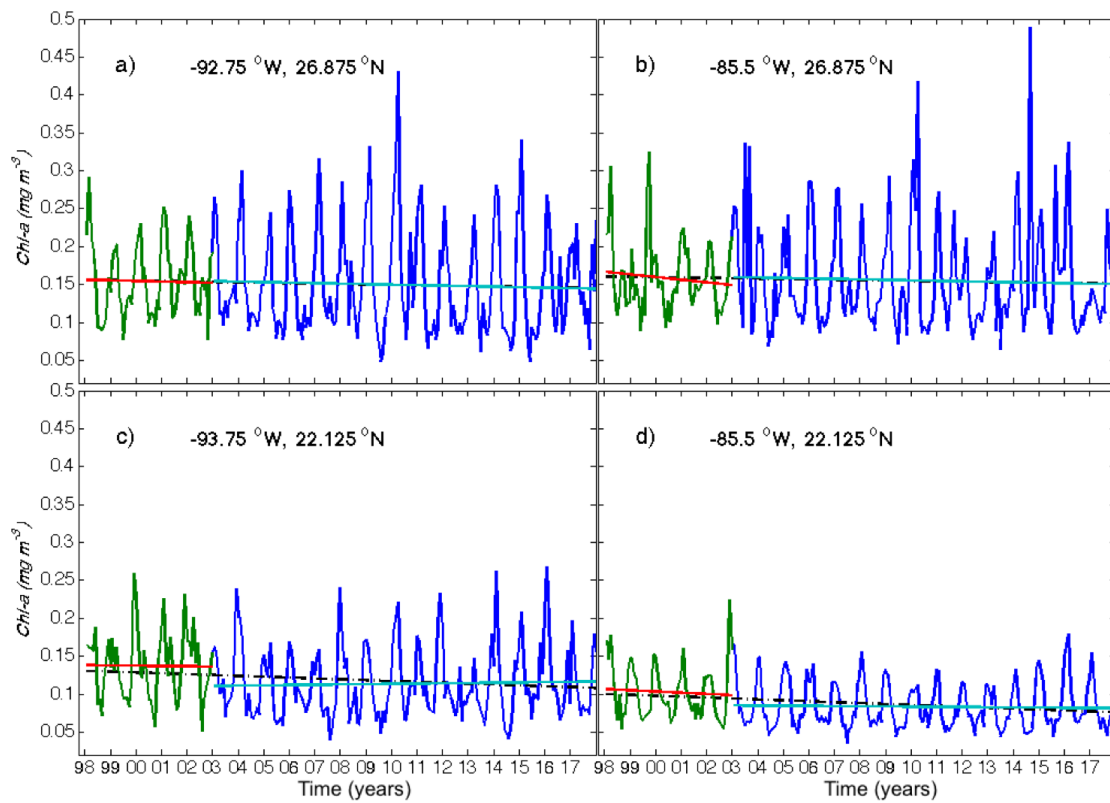 0.5
0.45
0.4
0.35
0.3
0.25
0.2
0.15
0.1
0.05
Chl-a (mg m⁻³)
a) -92.75 °W, 26.875 °N
b) -85.5 °W, 26.875 °N
0.5
0.45
0.4
0.35
0.3
0.25
0.2
0.15
0.1
0.05
Chl-a (mg m⁻³)
c) -93.75 °W, 22.125 °N
d) -85.5 °W, 22.125 °N
98 99 00 01 02 03 04 05 06 07 08 09 10 11 12 13 14 15 16 17
98 99 00 01 02 03 04 05 06 07 08 09 10 11 12 13 14 15 16 17
Time (years)
Time (years)